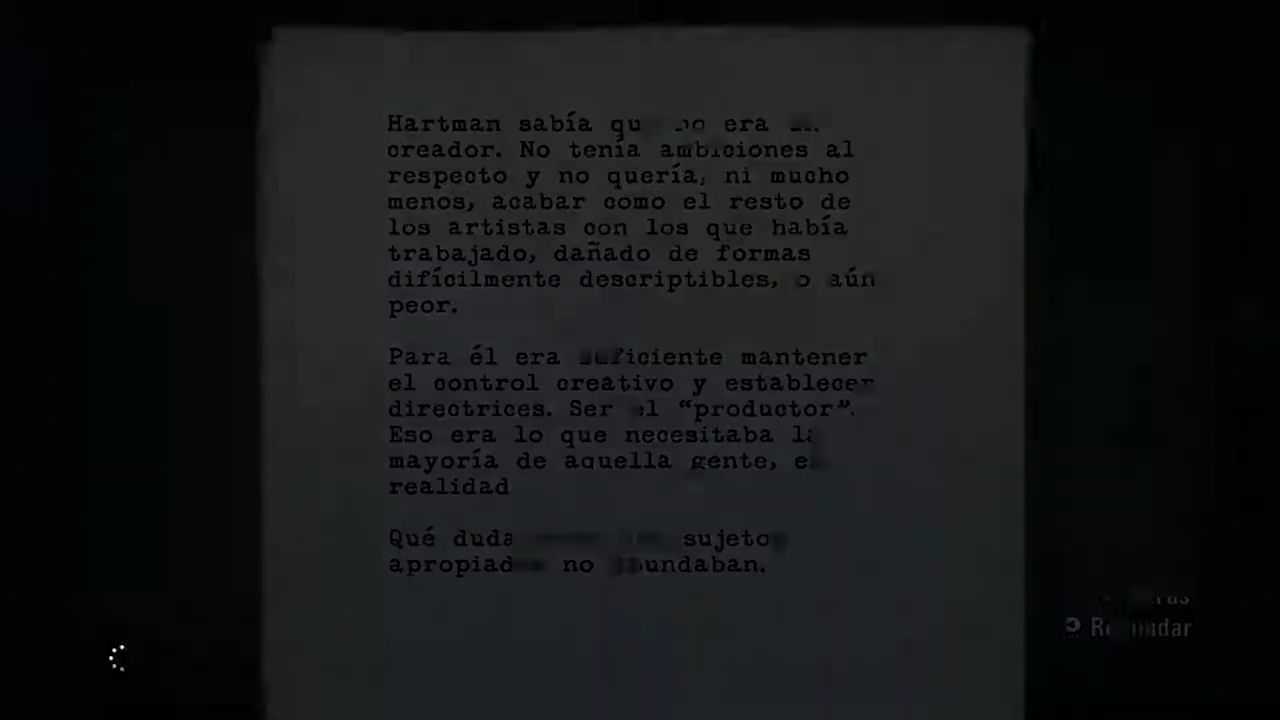 Hartman sabía que no era un
creador. No tenía ambiciones al
respecto y no quería, ni mucho
menos, acabar como el resto de
los artistas con los que había
trabajado, dañado de formas
difícilmente descriptibles, o aún
peor.
Para él era suficiente mantener
el control creativo y establecer
directrices. Ser el “productor”.
Eso era lo que necesitaba la
mayoría de aquella gente, en
realidad
Qué duda sujetos
apropiados no abundaban.
Reanudar